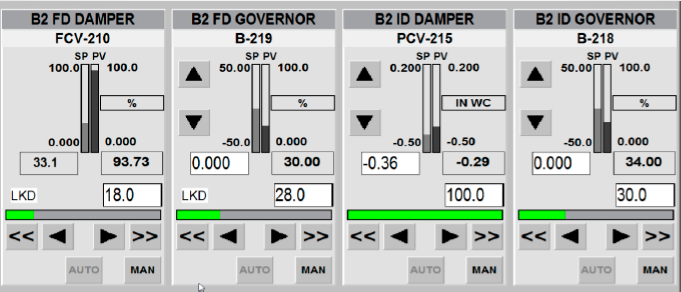 B2 FD DAMPER
FCV-210
SP PV
100.0 100.0
%
0.000 0.000
33.1 93.73
LKD 18.0
<< >>
AUTO MAN
B2 FD GOVERNOR
B-219
SP PV
50.00 100.0
%
-50.0 0.000
0.000 30.00
LKD 28.0
<< >>
AUTO MAN
B2 ID DAMPER
PCV-215
SP PV
0.200 0.200
IN WC
-0.50 -0.50
-0.36 -0.29
100.0
<< >>
AUTO MAN
B2 ID GOVERNOR
B-218
SP PV
50.00 100.0
%
-50.0 0.000
0.000 34.00
30.0
<< >>
AUTO MAN